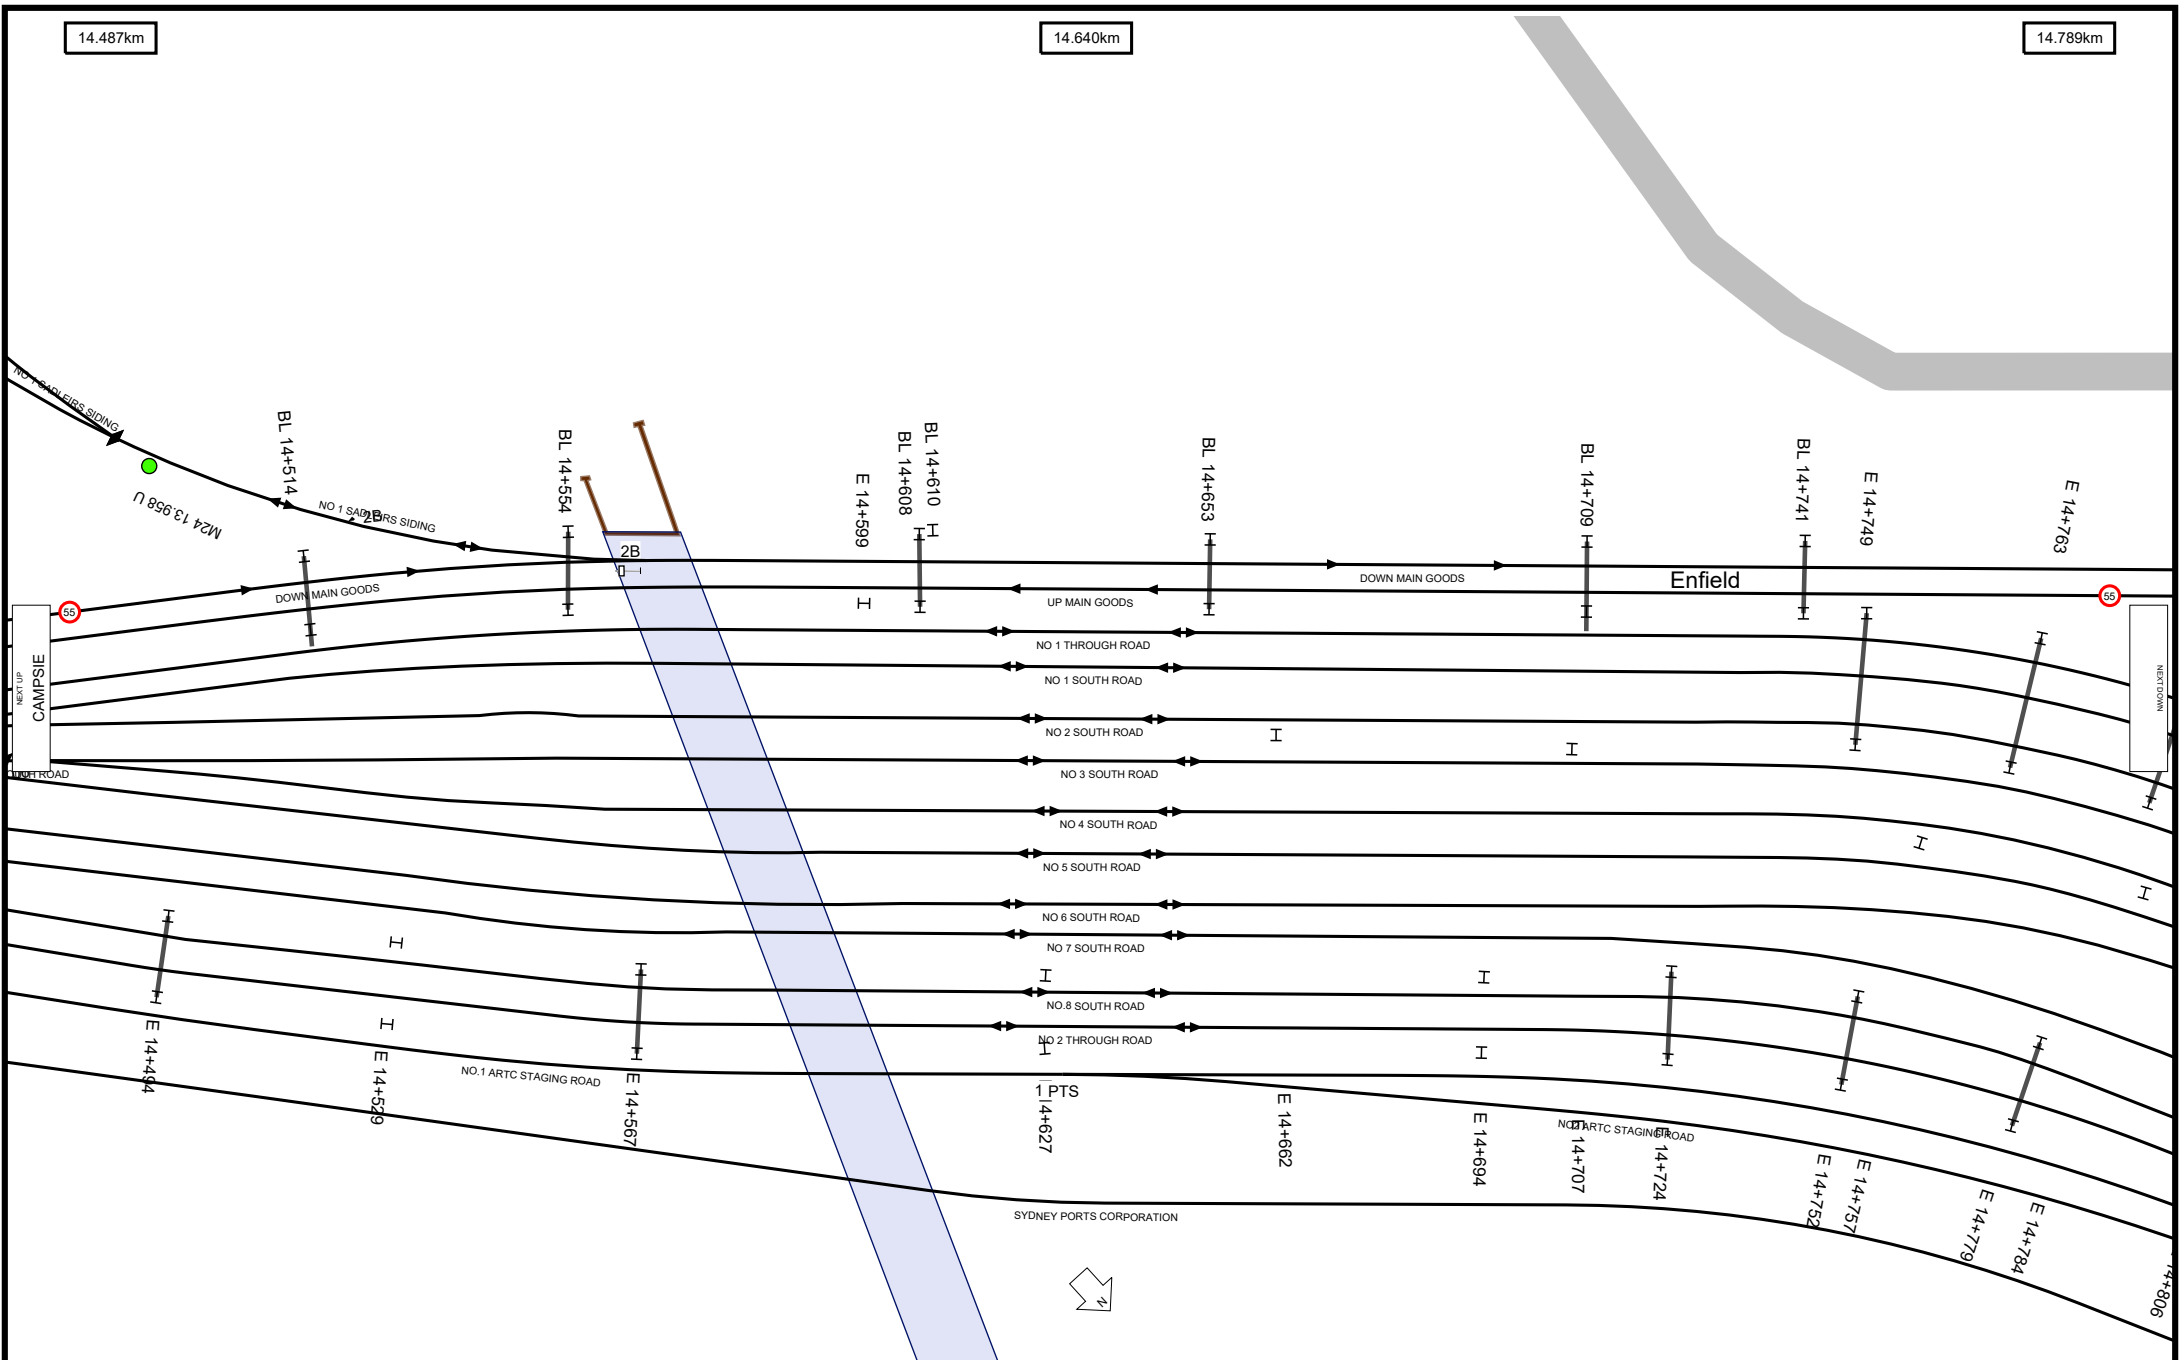 14.487km
14.640km
14.789km
NO 1 SADLEIRS SIDING
M24 13.958 U
BL 14+514
NO 1 SADLEIRS SIDING
2B
BL 14+554
2B
E 14+599
BL 14+608
BL 14+610
BL 14+653
BL 14+709
BL 14+741
E 14+749
E 14+763
DOWN MAIN GOODS
DOWN MAIN GOODS
Enfield
55
55
UP MAIN GOODS
NEXT UP
CAMPSIE
NEXT DOWN
NO 1 THROUGH ROAD
NO 1 SOUTH ROAD
NO 2 SOUTH ROAD
NO 3 SOUTH ROAD
ROAD
NO 4 SOUTH ROAD
NO 5 SOUTH ROAD
NO 6 SOUTH ROAD
NO 7 SOUTH ROAD
NO.8 SOUTH ROAD
NO 2 THROUGH ROAD
NO.1 ARTC STAGING ROAD
1 PTS
ARTC STAGING ROAD
E 14+494
E 14+529
E 14+567
14+627
E 14+662
E 14+694
E 14+707
E 14+724
E 14+752
E 14+757
E 14+779
E 14+784
14+806
SYDNEY PORTS CORPORATION
N